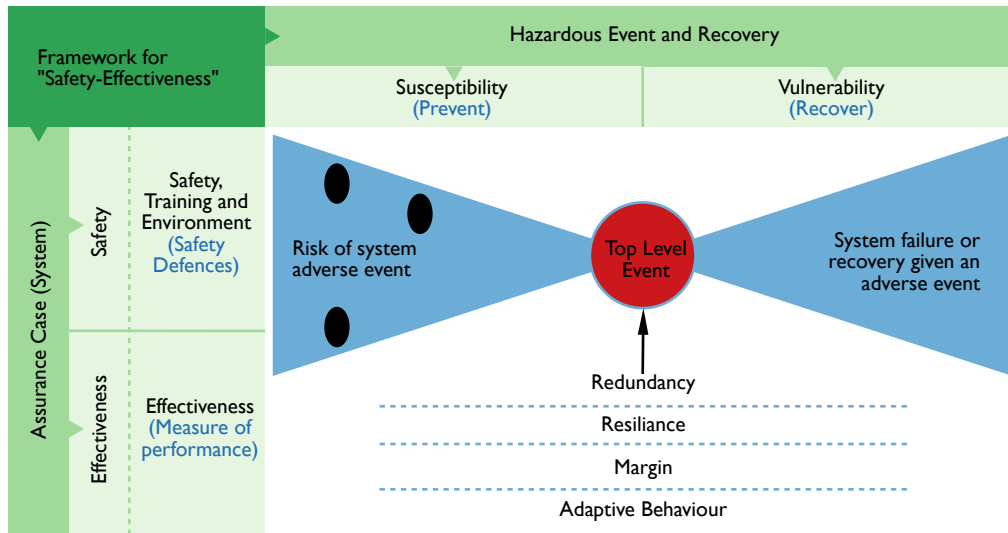 Framework for
"Safety-Effectiveness"
Hazardous Event and Recovery
Susceptibility
(Prevent)
Vulnerability
(Recover)
Assurance Case (System)
Safety
Safety,
Training and
Environment
(Safety
Defences)
Risk of system
adverse event
Top Level
Event
System failure or
recovery given an
adverse event
Effectiveness
Effectiveness
(Measure of
performance)
Redundancy
Resiliance
Margin
Adaptive Behaviour